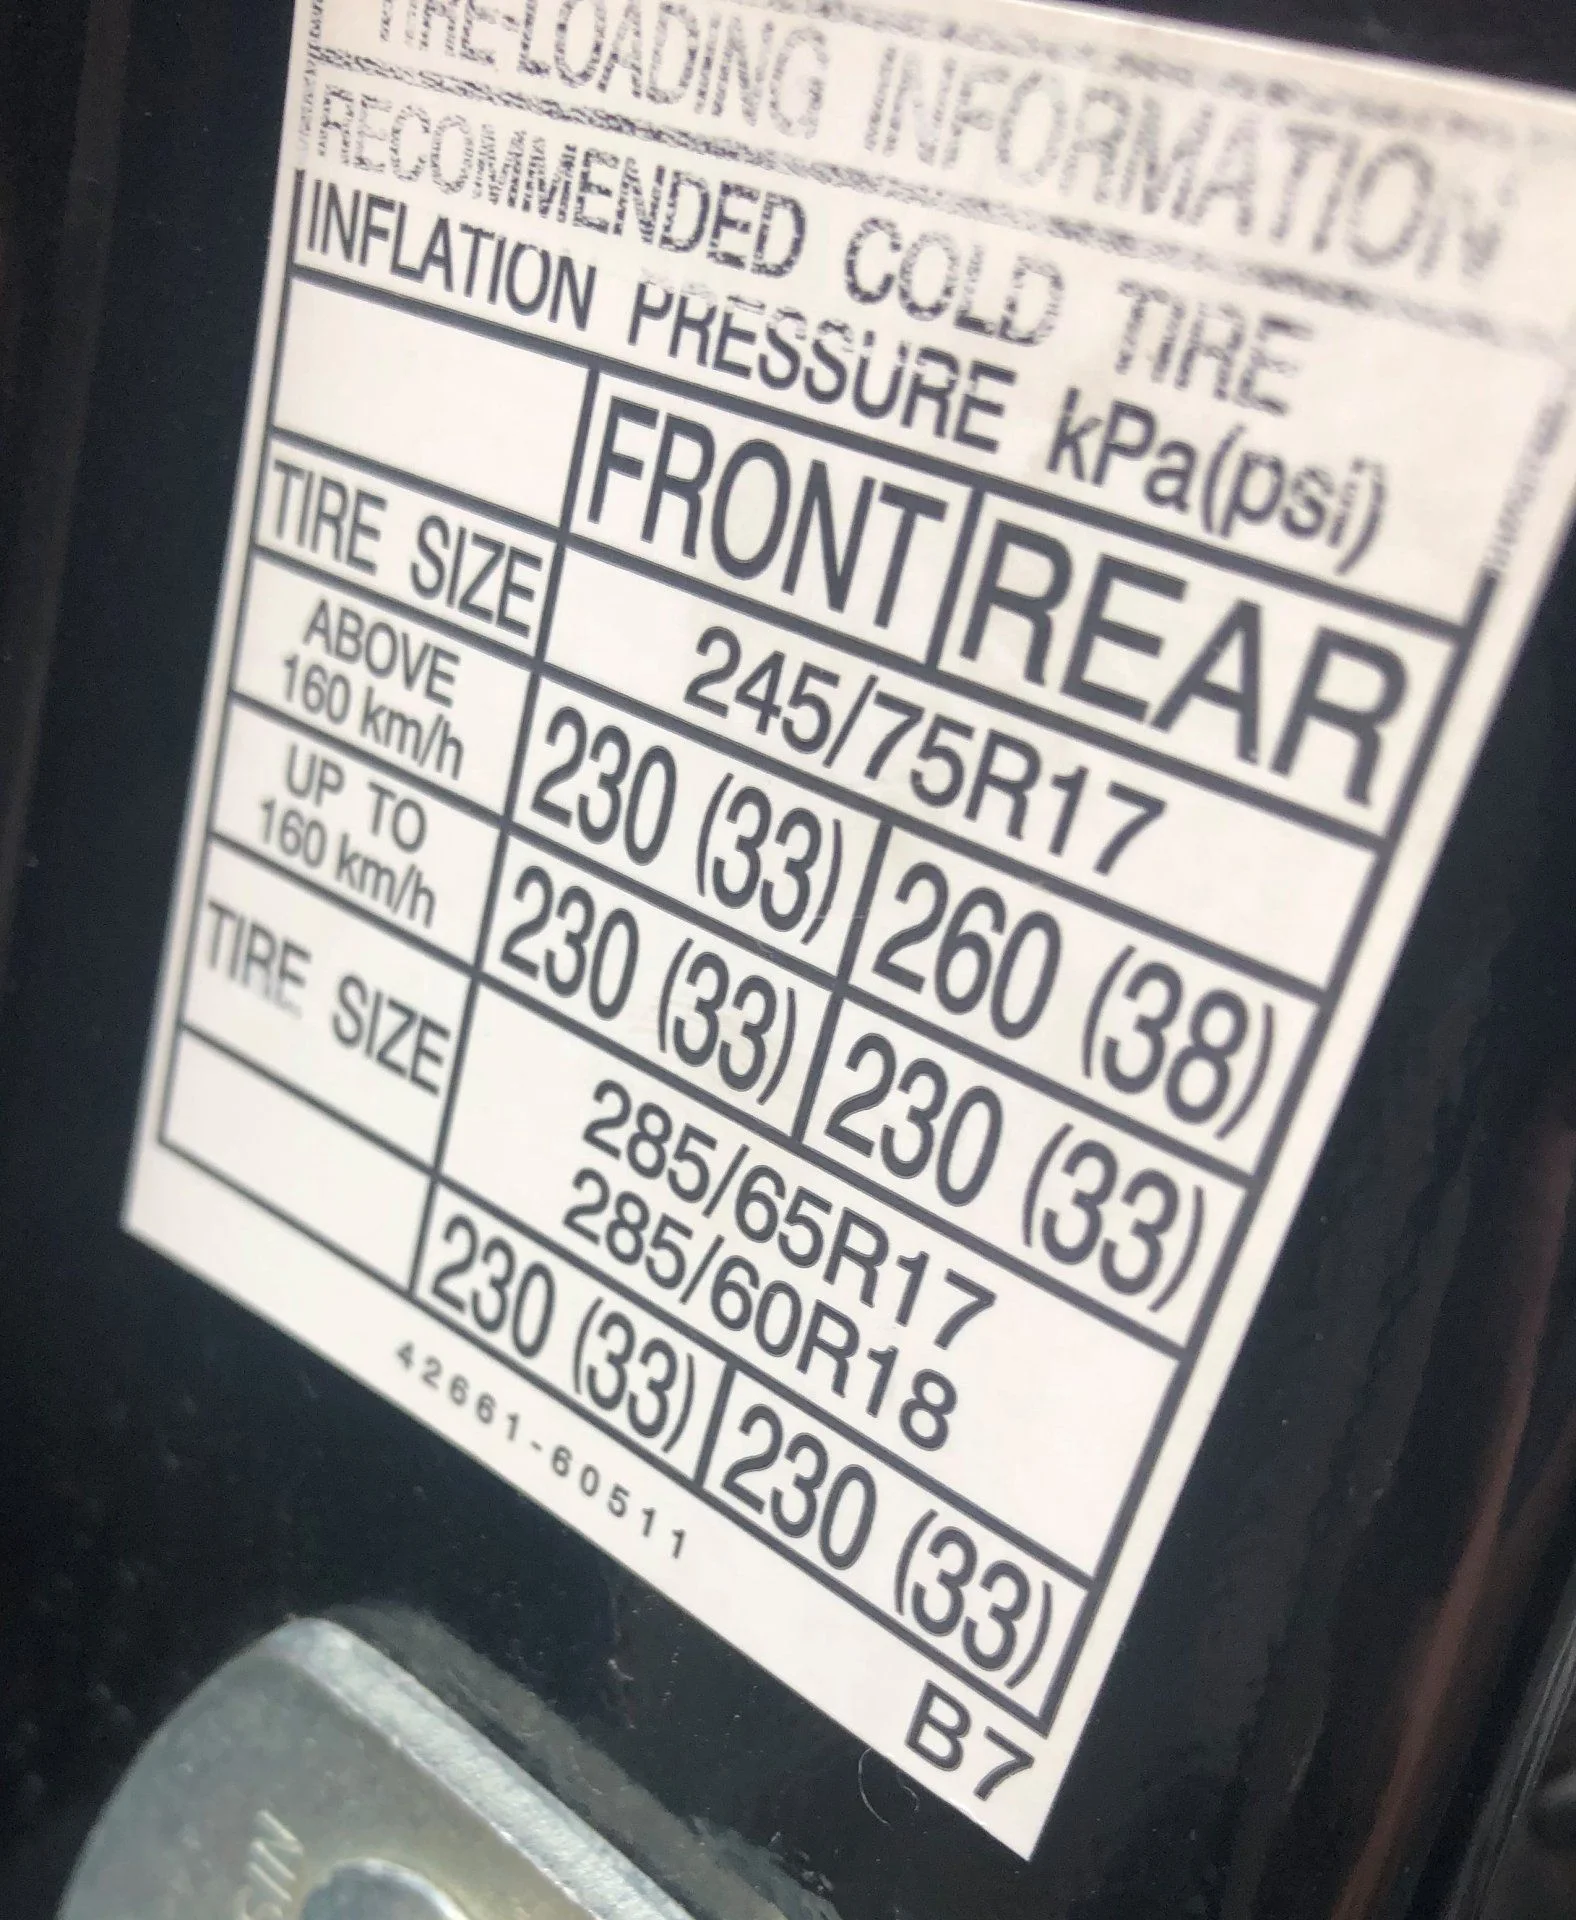 TIRE LOADING INFORMATION
RECOMMENDED COLD TIRE
INFLATION PRESSURE kPa(psi)
FRONT REAR
TIRE SIZE 245/75R17
ABOVE
160 km/h 230 (33) 260 (38)
UP TO
160 km/h 230 (33) 230 (33)
TIRE SIZE 285/65R17
285/60R18
230 (33) 230 (33)
42661-60511
B7